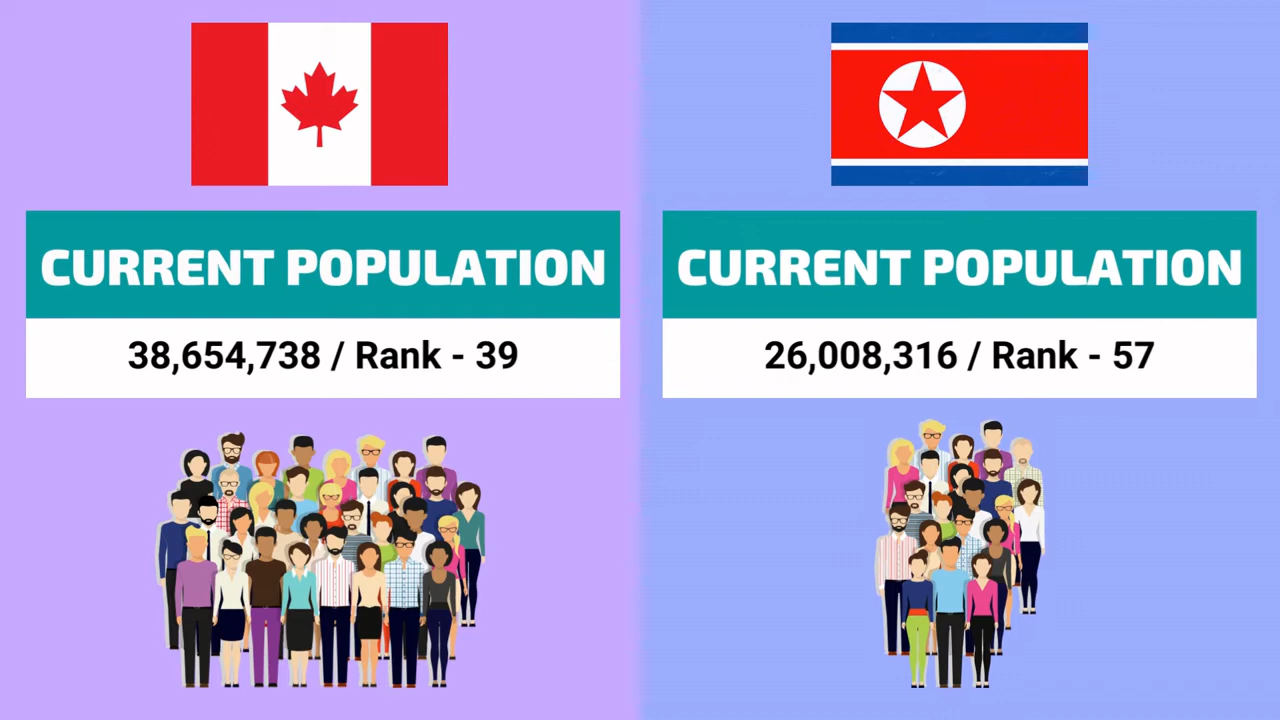 CURRENT POPULATION
38,654,738 / Rank - 39
CURRENT POPULATION
26,008,316 / Rank - 57